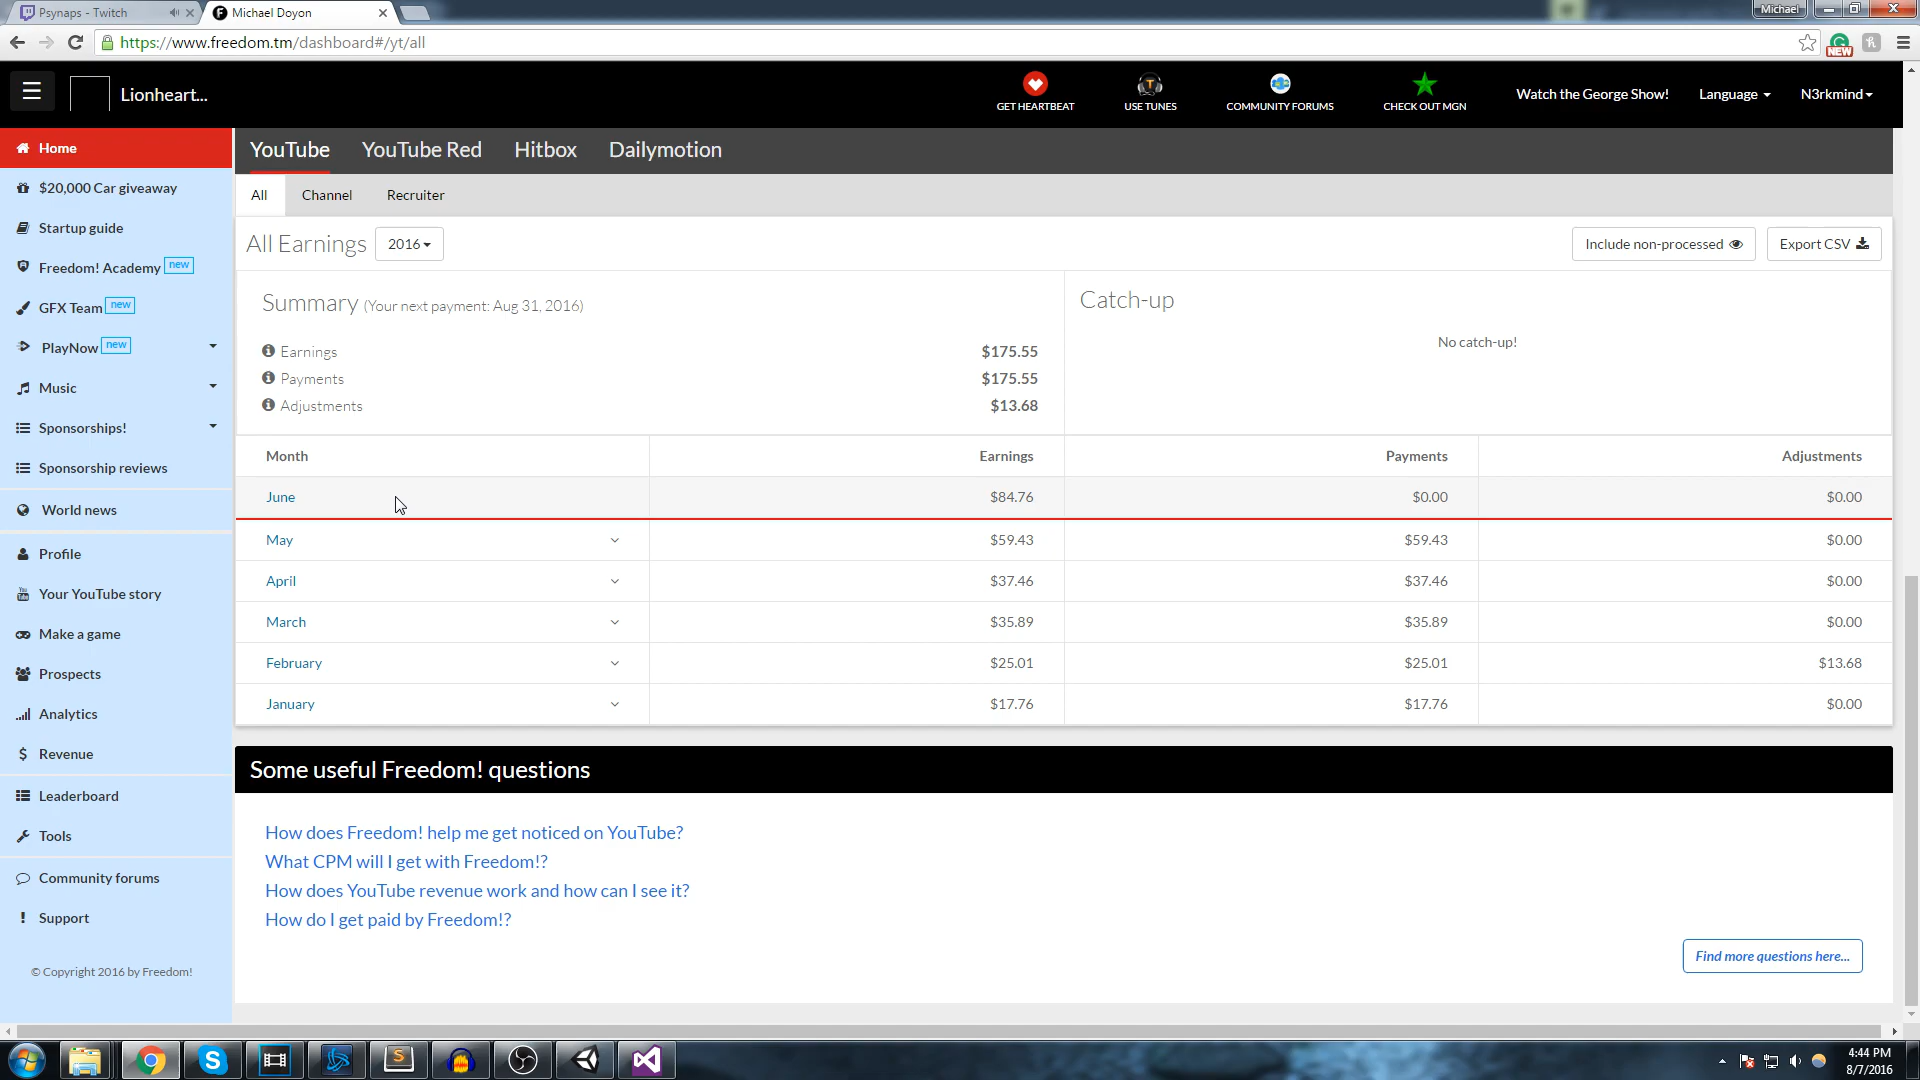 Psynaps - Twitch
Michael Doyon
Michael
https://www.freedom.tm/dashboard#/yt/all
NEW
Lionheart...
GET HEARTBEAT
USE TUNES
COMMUNITY FORUMS
CHECK OUT MGN
Watch the George Show!
Language
N3rkmind
Home
$20,000 Car giveaway
Startup guide
Freedom! Academy new
GFX Team new
PlayNow new
Music
Sponsorships!
Sponsorship reviews
World news
Profile
Your YouTube story
Make a game
Prospects
Analytics
$ Revenue
Leaderboard
Tools
Community forums
! Support
© Copyright 2016 by Freedom!
YouTube YouTube Red Hitbox Dailymotion
All Channel Recruiter
All Earnings 2016
Include non-processed
Export CSV
Summary (Your next payment: Aug 31, 2016)
Earnings $175.55
Payments $175.55
Adjustments $13.68
Catch-up
No catch-up!
Month Earnings Payments Adjustments
June $84.76 $0.00 $0.00
May $59.43 $59.43 $0.00
April $37.46 $37.46 $0.00
March $35.89 $35.89 $0.00
February $25.01 $25.01 $13.68
January $17.76 $17.76 $0.00
Some useful Freedom! questions
How does Freedom! help me get noticed on YouTube?
What CPM will I get with Freedom!?
How does YouTube revenue work and how can I see it?
How do I get paid by Freedom!?
Find more questions here...
4:44 PM
8/7/2016